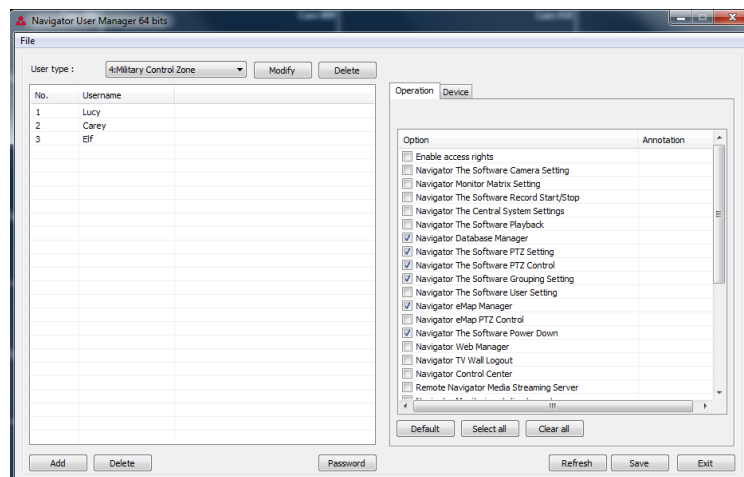 Navigator User Manager 64 bits
File
User type : 4:Military Control Zone Modify Delete
No. Username
1 Lucy
2 Carey
3 Elf
Operation Device
Option Annotation
Enable access rights
Navigator The Software Camera Setting
Navigator Monitor Matrix Setting
Navigator The Software Record Start/Stop
Navigator The Central System Settings
Navigator The Software Playback
Navigator Database Manager
Navigator The Software PTZ Setting
Navigator The Software PTZ Control
Navigator The Software Grouping Setting
Navigator The Software User Setting
Navigator eMap Manager
Navigator eMap PTZ Control
Navigator The Software Power Down
Navigator Web Manager
Navigator TV Wall Logout
Navigator Control Center
Remote Navigator Media Streaming Server
Default Select all Clear all
Add Delete Password Refresh Save Exit